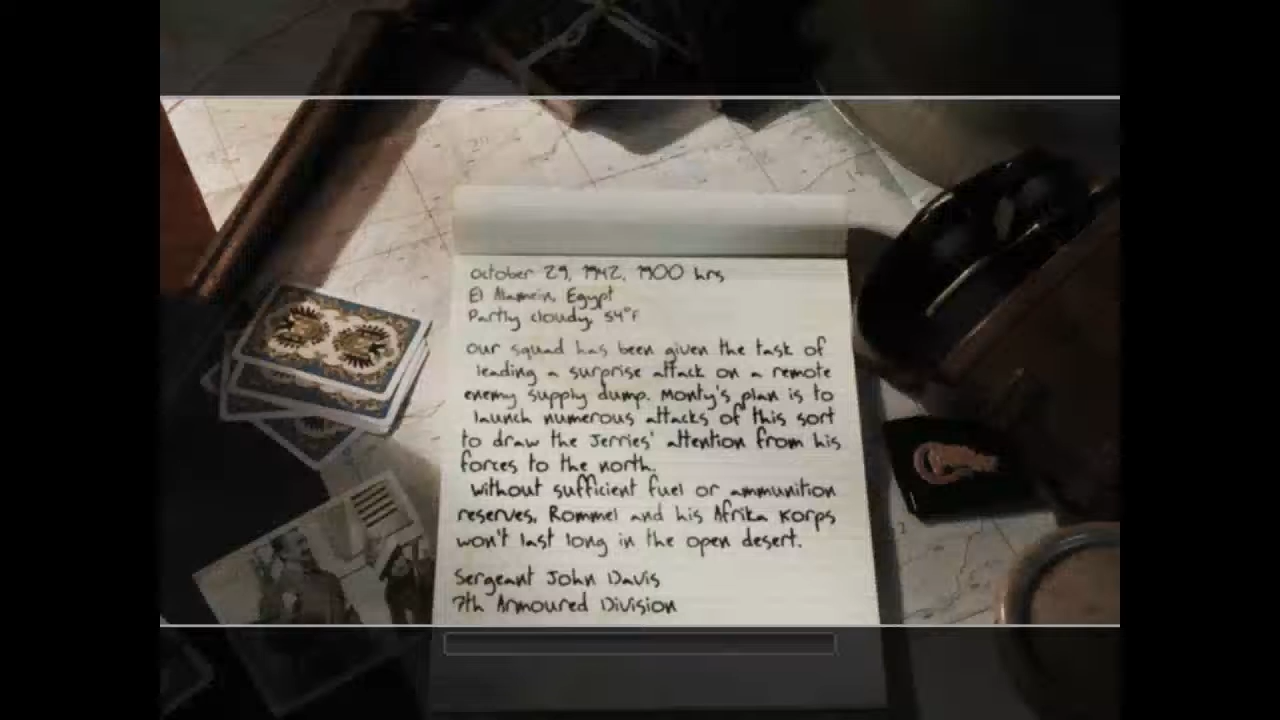 October 29, 1942, 1900 hrs
El Alamein, Egypt
Partly cloudy, 54°F
Our squad has been given the task of
leading a surprise attack on a remote
enemy supply dump. Monty's plan is to
launch numerous attacks of this sort
to draw the Jerries' attention from his
forces to the north.
Without sufficient fuel or ammunition
reserves, Rommel and his Afrika Korps
won't last long in the open desert.
Sergeant John Davis
7th Armoured Division